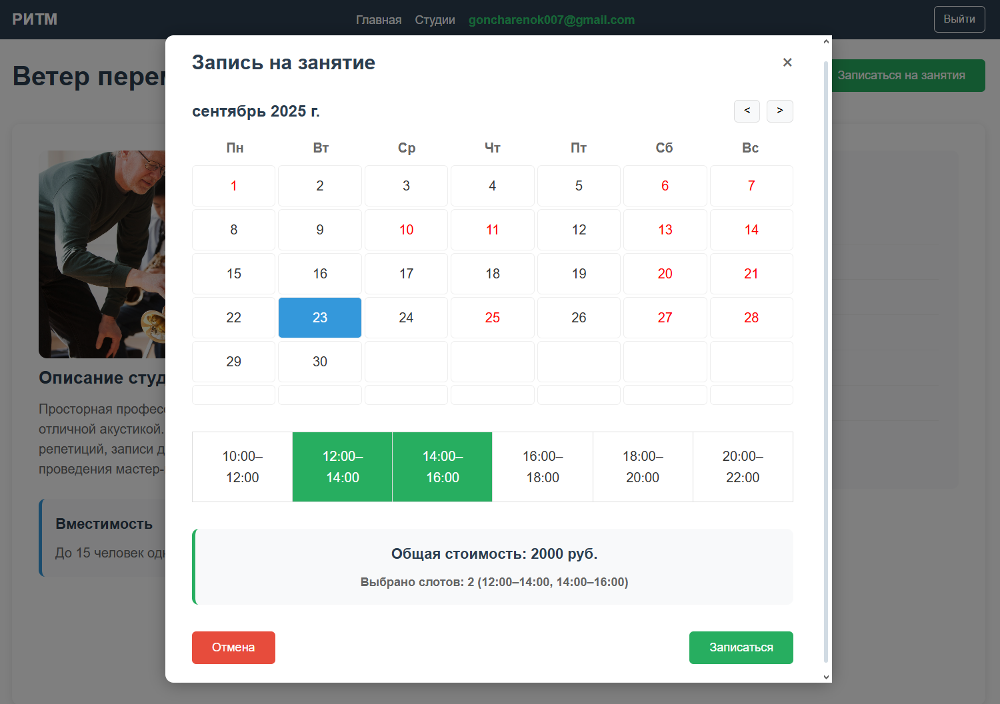 РИТМ
Главная Студии goncharenok007@gmail.com
Выйти
Ветер
Записаться на занятия
Запись на занятие
×
сентябрь 2025 г.
< >
Пн Вт Ср Чт Пт Сб Вс
1 2 3 4 5 6 7
8 9 10 11 12 13 14
15 16 17 18 19 20 21
22 23 24 25 26 27 28
29 30
10:00–12:00
12:00–14:00
14:00–16:00
16:00–18:00
18:00–20:00
20:00–22:00
Общая стоимость: 2000 руб.
Выбрано слотов: 2 (12:00–14:00, 14:00–16:00)
Отмена
Записаться
Описание
Просторная
отличной акустикой.
репетиций, записи
проведения
Вместимость
До 15 человек